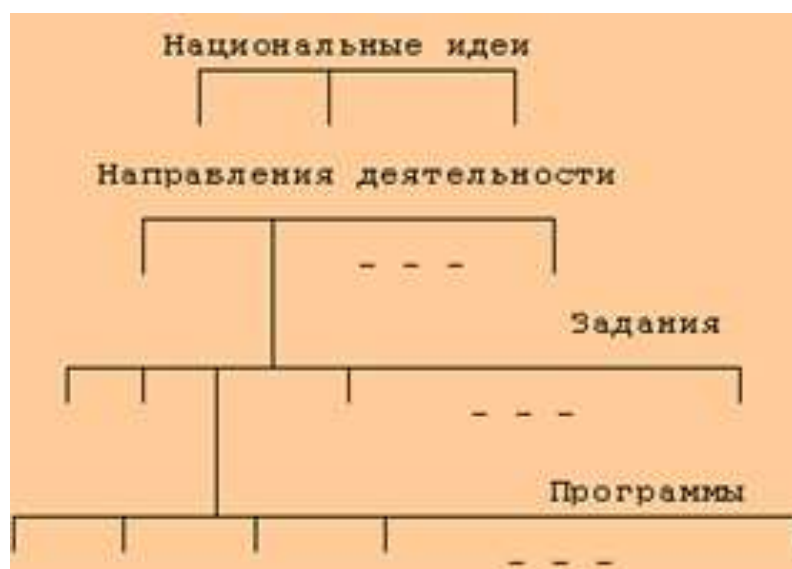 Национальные идеи
Направления деятельности
- - -
Задания
- - -
Программы
- - -